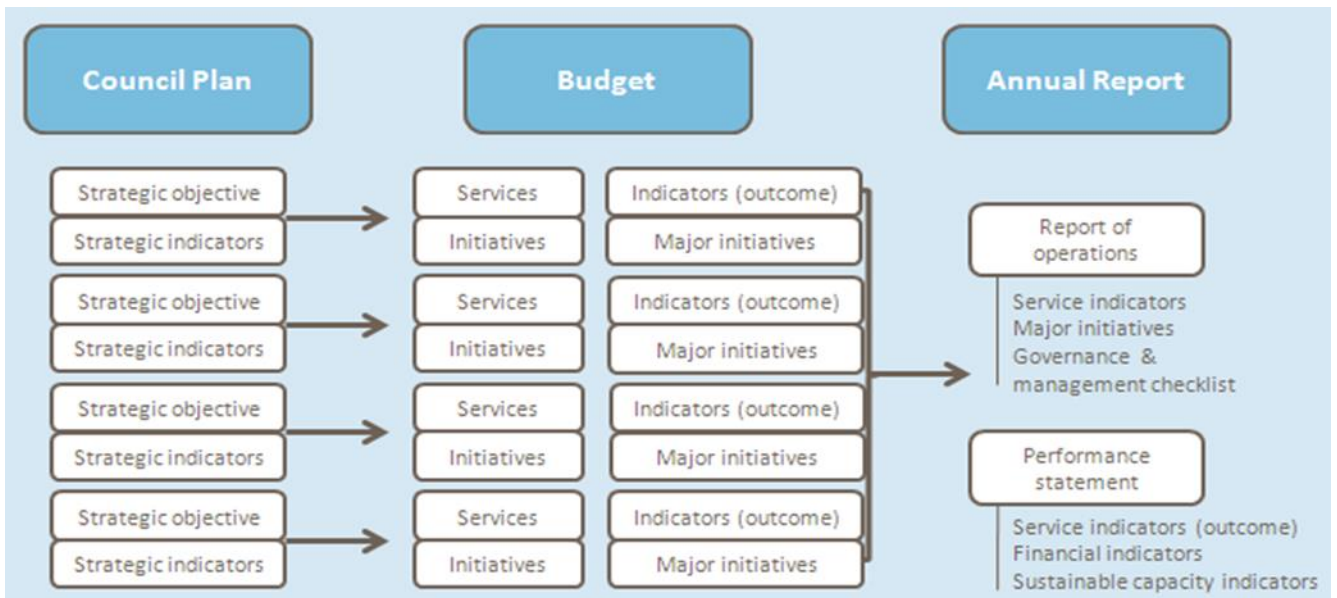 Council Plan
Budget
Annual Report
Strategic objective
Strategic indicators
Strategic objective
Strategic indicators
Strategic objective
Strategic indicators
Strategic objective
Strategic indicators
Services
Initiatives
Services
Initiatives
Services
Initiatives
Services
Initiatives
Indicators (outcome)
Major initiatives
Indicators (outcome)
Major initiatives
Indicators (outcome)
Major initiatives
Indicators (outcome)
Major initiatives
Report of
operations
Service indicators
Major initiatives
Governance &
management checklist
Performance
statement
Service indicators (outcome)
Financial indicators
Sustainable capacity indicators